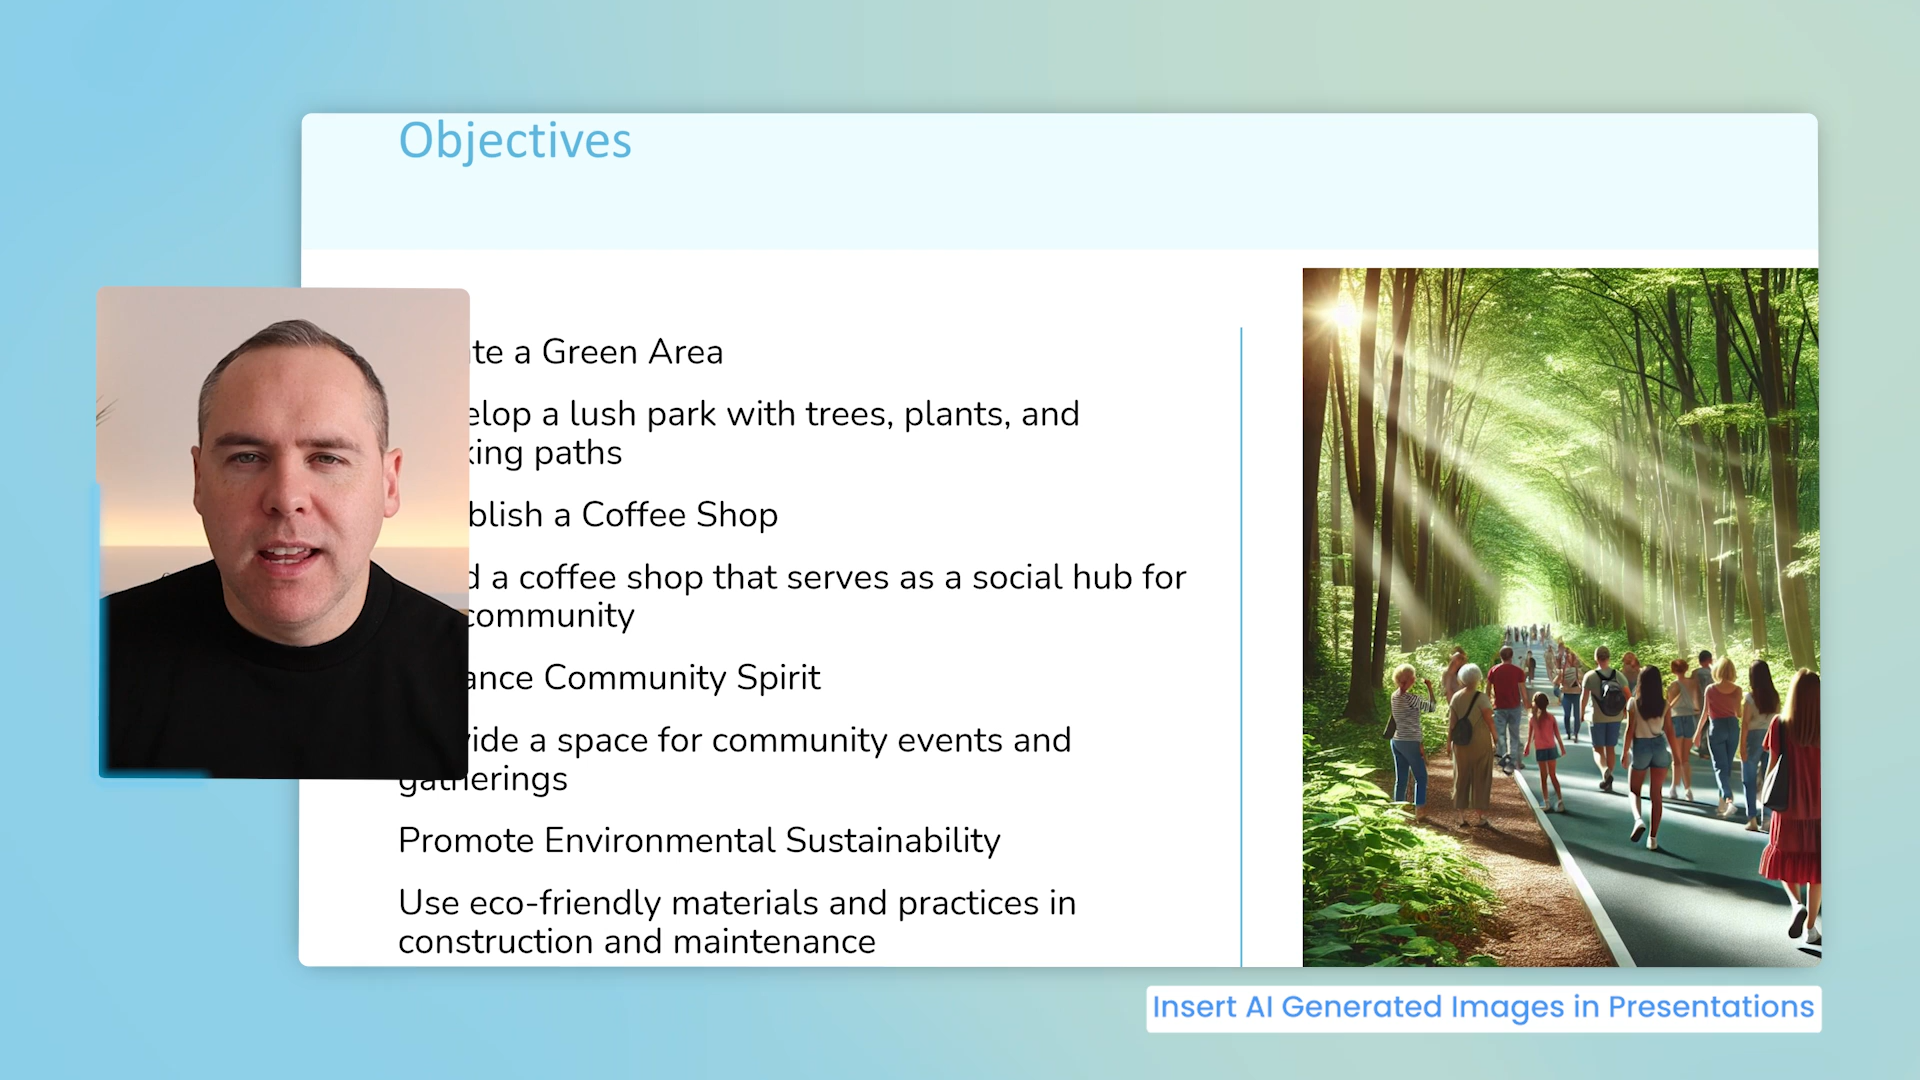 Objectives
te a Green Area
elop a lush park with trees, plants, and
king paths
blish a Coffee Shop
d a coffee shop that serves as a social hub for
community
ance Community Spirit
ide a space for community events and
gatherings
Promote Environmental Sustainability
Use eco-friendly materials and practices in
construction and maintenance
Insert AI Generated Images in Presentations